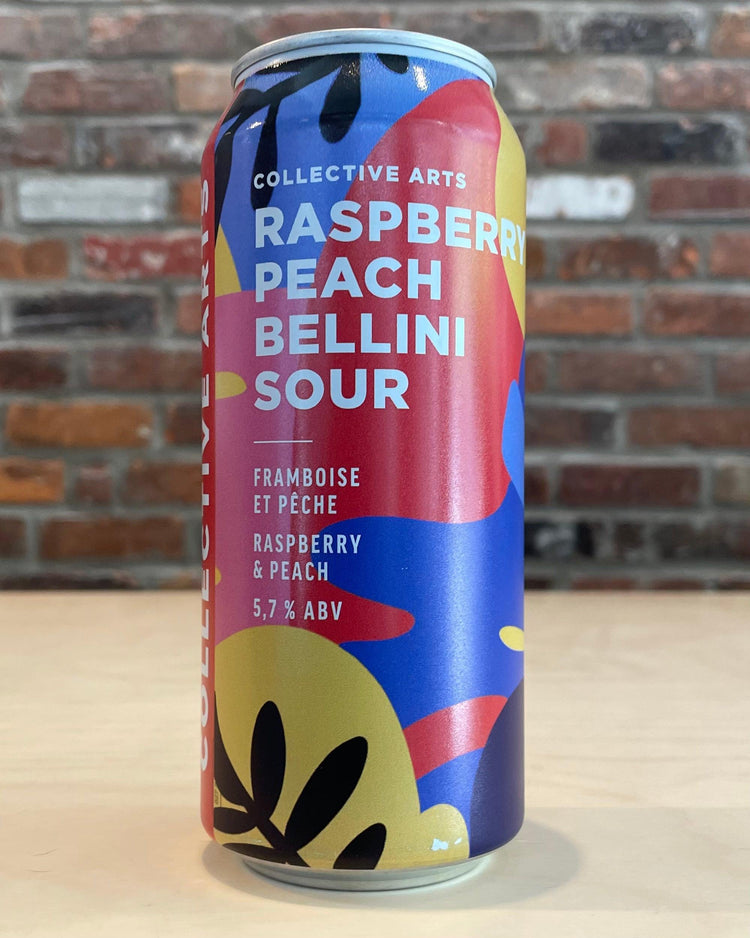 COLLECTIVE ARTS
COLLECTIVE ARTS
RASPBERRY
PEACH
BELLINI
SOUR
FRAMBOISE
ET PÊCHE
RASPBERRY
& PEACH
5,7 % ABV